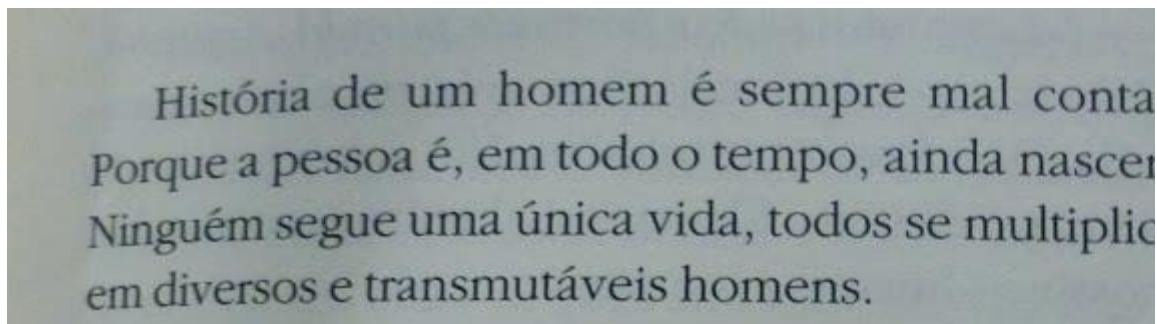 História de um homem é sempre mal conta
Porque a pessoa é, em todo o tempo, ainda nascer
Ninguém segue uma única vida, todos se multiplic
em diversos e transmutáveis homens.